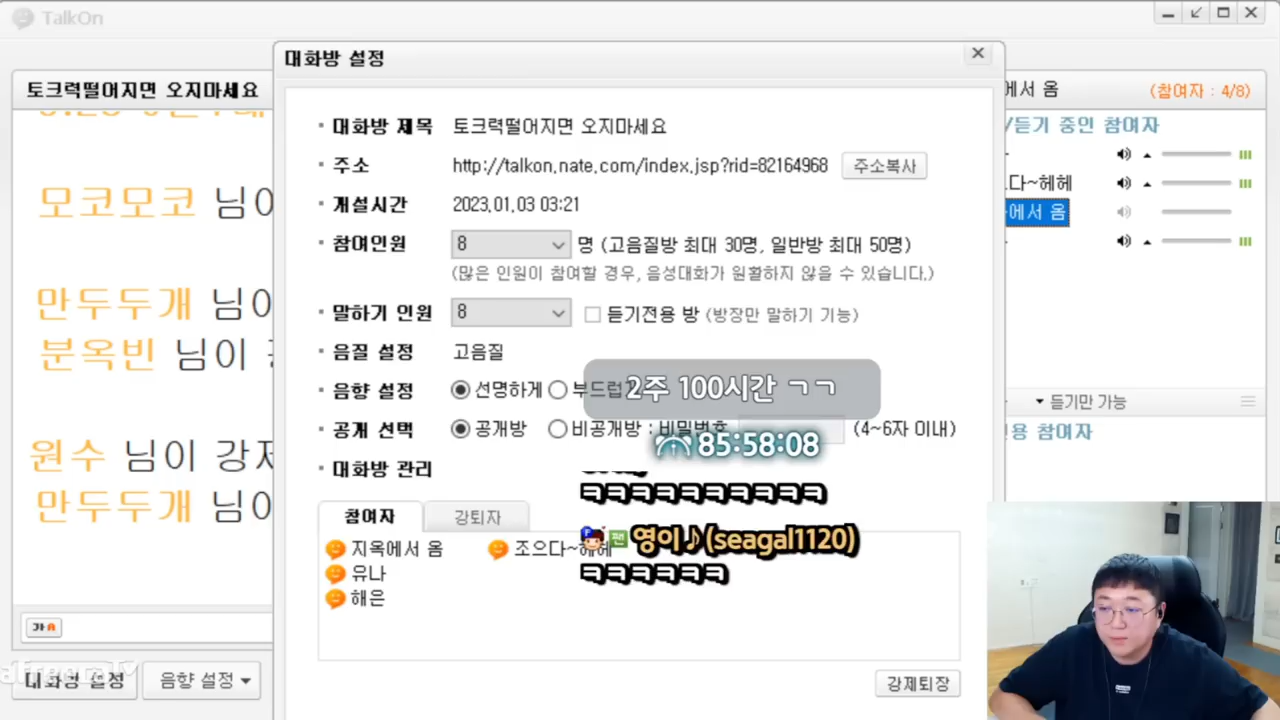 TalkOn
토크력떨어지면 오지마세요
모코모코 님이
만두두개 님이
분옥빈 님이
원수 님이 강제
만두두개 님이
가
대화방 설정
음향 설정
afreecaTV
대화방 설정
대화방 제목 토크력떨어지면 오지마세요
주소 http://talkon.nate.com/index.jsp?rid=82164968 주소복사
개설시간 2023.01.03 03:21
참여인원 8 명 (고음질방 최대 30명, 일반방 최대 50명)
(많은 인원이 참여할 경우, 음성대화가 원활하지 않을 수 있습니다.)
말하기 인원 8 듣기전용 방 (방장만 말하기 가능)
음질 설정 고음질
음향 설정 선명하게 부드럽게
공개 선택 공개방 비공개방 : 비밀번호 (4~6자 이내)
대화방 관리
참여자 강퇴자
지옥에서 옴 조으다~헤헤
유나
해은
강제퇴장
2주 100시간 ㄱㄱ
85:58:08
ㅋㅋㅋㅋㅋㅋㅋㅋㅋㅋ
팬 영이♪(seagal1120)
ㅋㅋㅋㅋㅋㅋ
에서 옴 (참여자 : 4/8)
/듣기 중인 참여자
다~헤헤
에서 옴
듣기만 가능
용 참여자